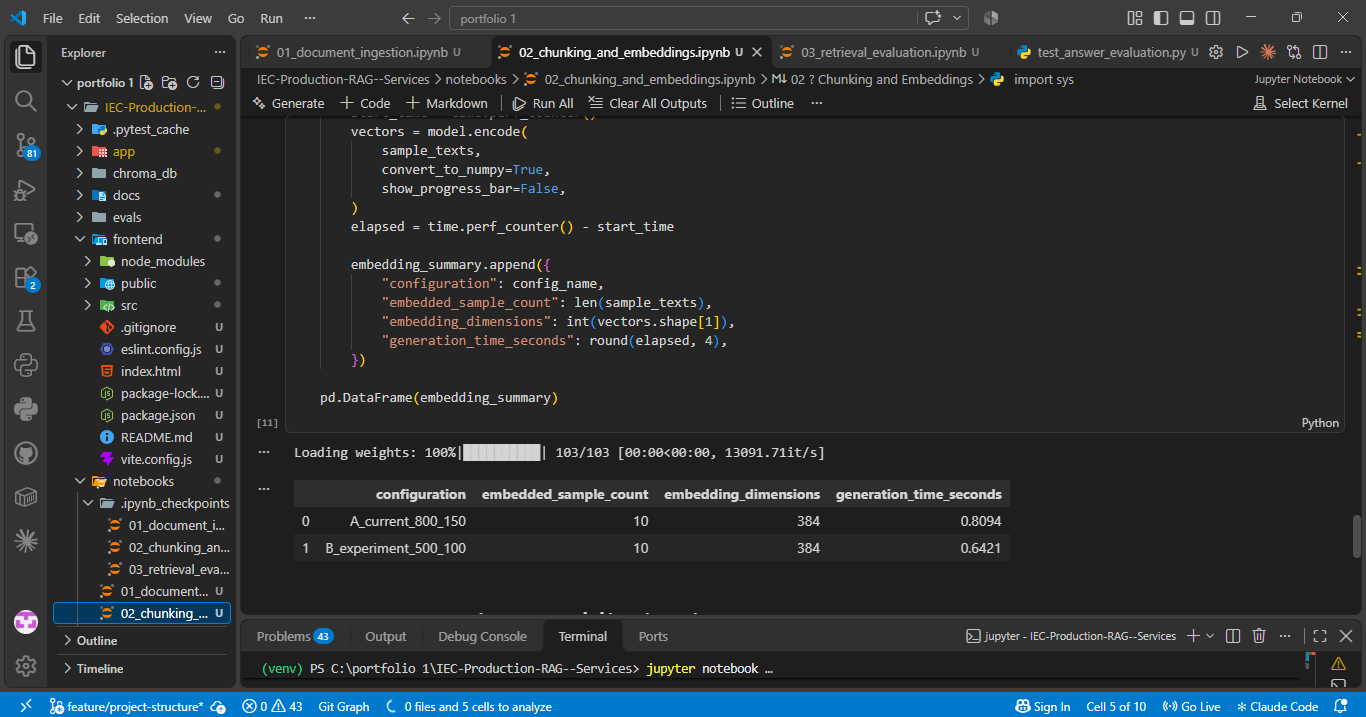 File Edit Selection View Go Run ··· portfolio 1
Explorer ···
portfolio 1
IEC-Production-...
.pytest_cache
app
chroma_db
docs
evals
frontend
node_modules
public
src
.gitignore U
eslint.config.js U
index.html U
package-lock.... U
package.json U
README.md U
vite.config.js U
notebooks
.ipynb_checkpoints
01_document_i...
02_chunking_an...
03_retrieval_eva...
01_document... U
02_chunking_... U
Outline
Timeline
81
2
01_document_ingestion.ipynb U 02_chunking_and_embeddings.ipynb U 03_retrieval_evaluation.ipynb U test_answer_evaluation.py U
IEC-Production-RAG--Services > notebooks > 02_chunking_and_embeddings.ipynb > M↓ 02 ? Chunking and Embeddings > import sys Jupyter Notebook
Generate + Code + Markdown Run All Clear All Outputs Outline ··· Select Kernel
start_time = time.perf_counter()
vectors = model.encode(
sample_texts,
convert_to_numpy=True,
show_progress_bar=False,
)
elapsed = time.perf_counter() - start_time
embedding_summary.append({
"configuration": config_name,
"embedded_sample_count": len(sample_texts),
"embedding_dimensions": int(vectors.shape[1]),
"generation_time_seconds": round(elapsed, 4),
})
pd.DataFrame(embedding_summary)
[11] Python
Loading weights: 100%|██████████| 103/103 [00:00<00:00, 13091.71it/s]
configuration embedded_sample_count embedding_dimensions generation_time_seconds
0 A_current_800_150 10 384 0.8094
1 B_experiment_500_100 10 384 0.6421
Problems 43 Output Debug Console Terminal Ports jupyter - IEC-Production-RAG--Services
(venv) PS C:\portfolio 1\IEC-Production-RAG--Services> jupyter notebook …
feature/project-structure* 0 43 Git Graph 0 files and 5 cells to analyze Sign In Cell 5 of 10 Go Live Claude Code